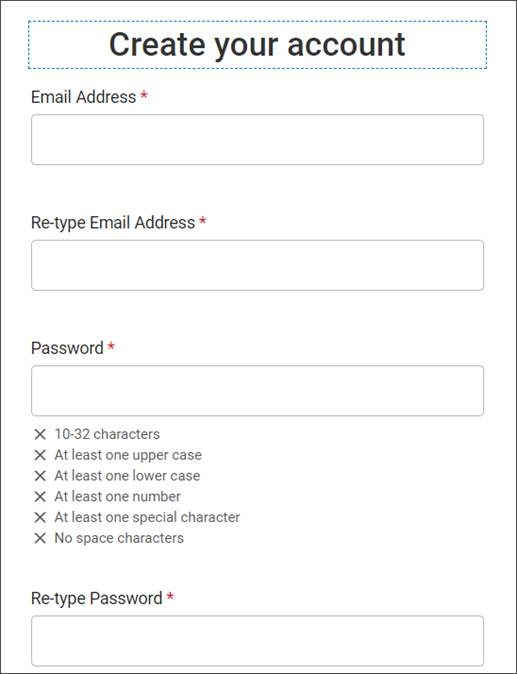 Create your account
Email Address *
Re-type Email Address *
Password *
10-32 characters
At least one upper case
At least one lower case
At least one number
At least one special character
No space characters
Re-type Password *